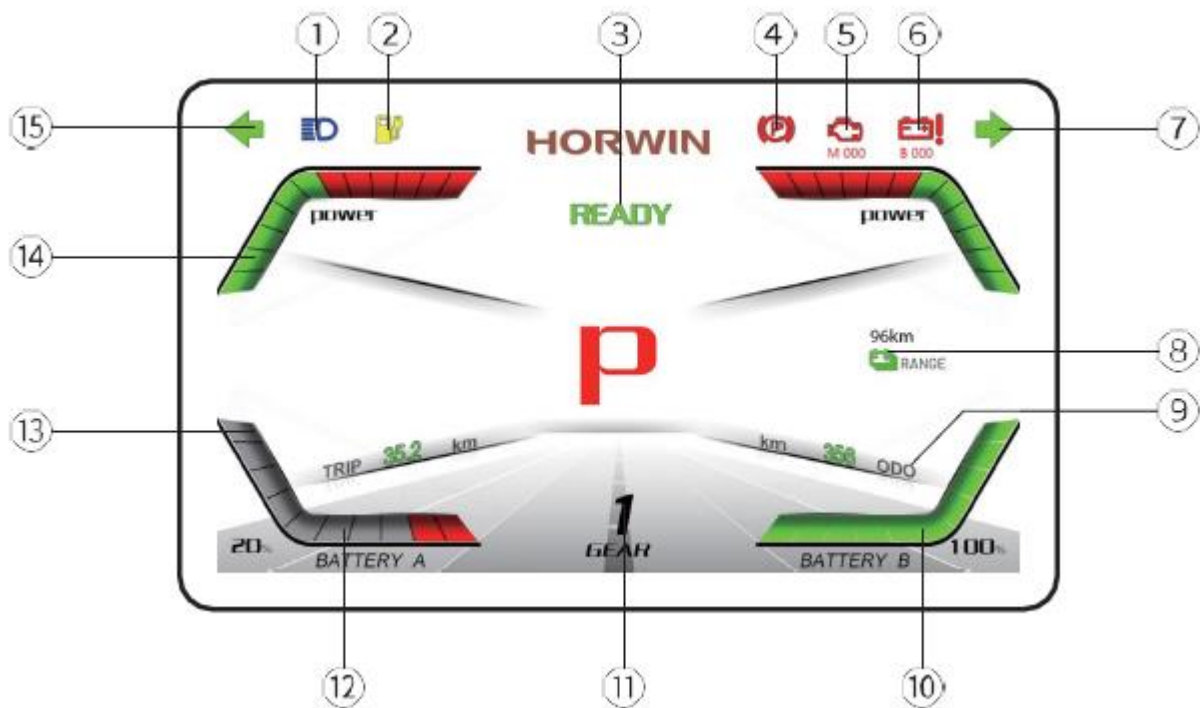 1 2 3 4 5 6
15 7
HORWIN
M 000 B 000
power READY power
14
P
96km
8
RANGE
9
13
TRIP 35.2 km km 356 ODO
1
20% GEAR 100%
BATTERY A BATTERY B
12 11 10